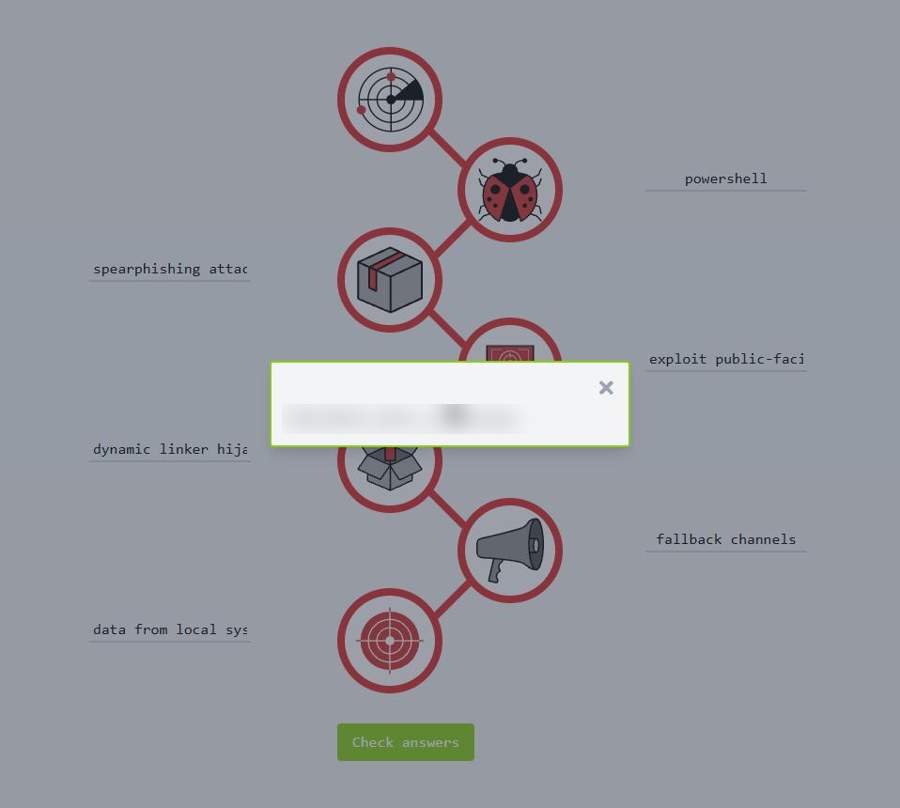 powershell
spearphishing attac
exploit public-faci
dynamic linker hija
fallback channels
data from local sys
Check answers